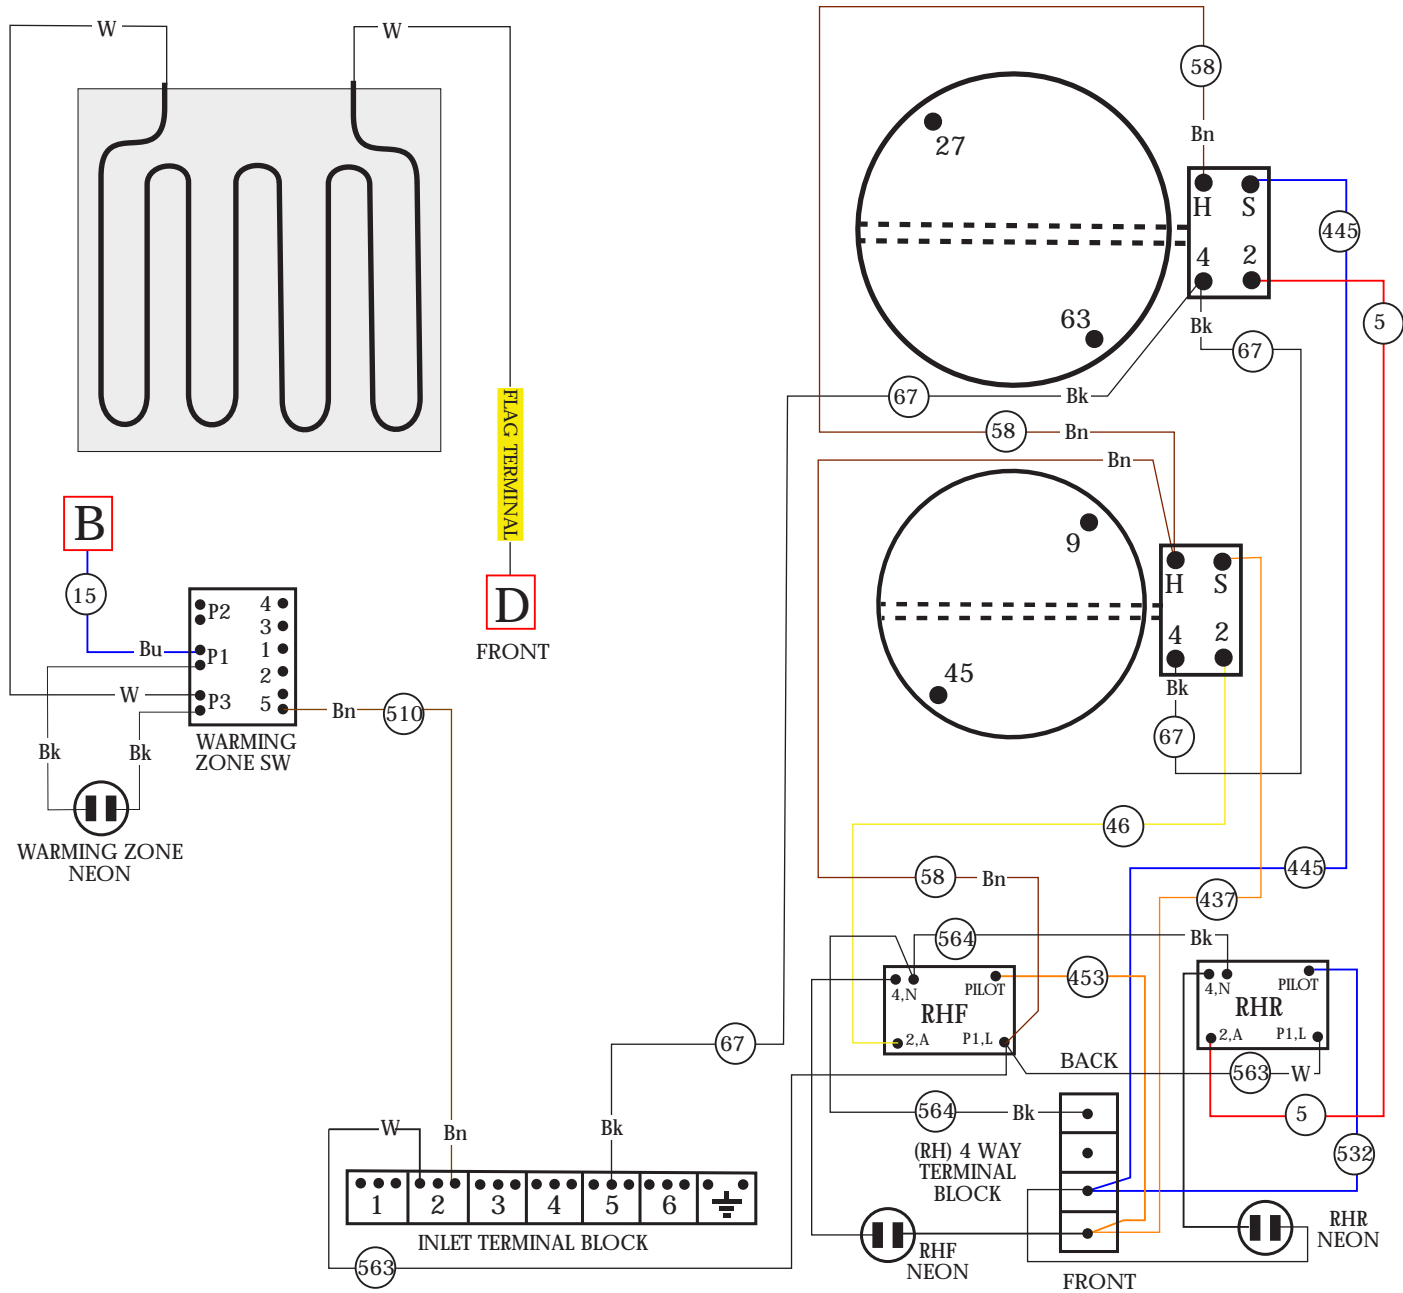 W
W
58
Bn
27
H S
445
4 2
63
5
Bk
67
67
Bk
58
Bn
Bn
FLAG TERMINAL
B
9
H S
15
D
4 2
FRONT
P2
4
3
Bu
P1
1
2
45
W
P3
5
Bn
510
Bk
67
Bk
Bk
WARMING
ZONE SW
WARMING ZONE
NEON
46
58
Bn
445
437
564
Bk
4,N
PILOT
453
4,N
PILOT
RHF
RHR
2,A
P1,L
2,A
P1,L
67
BACK
563
W
564
Bk
5
W
Bn
Bk
(RH) 4 WAY
TERMINAL
BLOCK
532
1 2 3 4 5 6
INLET TERMINAL BLOCK
RHF
NEON
RHR
NEON
563
FRONT